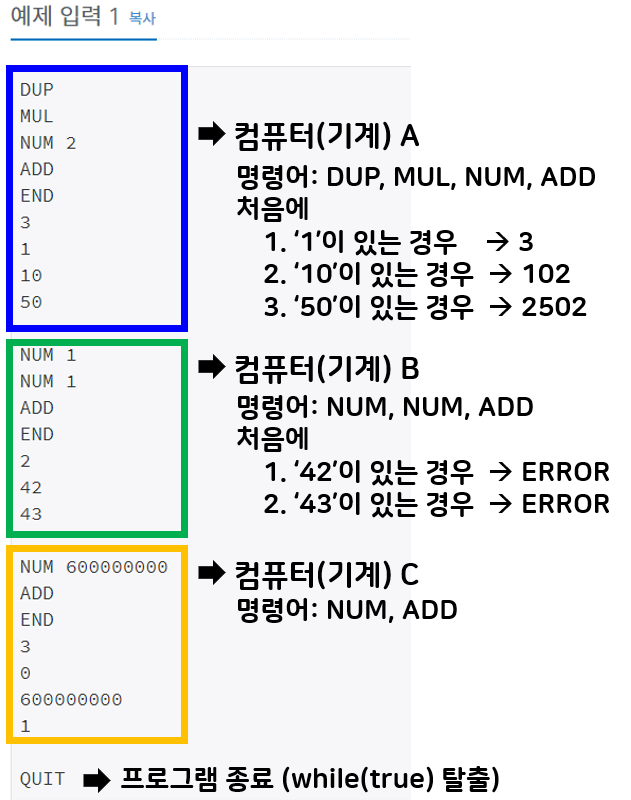 예제 입력 1 복사
DUP
MUL
NUM 2
ADD
END
3
1
10
50
➡ 컴퓨터(기계) A
명령어: DUP, MUL, NUM, ADD
처음에
1. ‘1’이 있는 경우 → 3
2. ‘10’이 있는 경우 → 102
3. ‘50’이 있는 경우 → 2502
NUM 1
NUM 1
ADD
END
2
42
43
➡ 컴퓨터(기계) B
명령어: NUM, NUM, ADD
처음에
1. ‘42’이 있는 경우 → ERROR
2. ‘43’이 있는 경우 → ERROR
NUM 600000000
ADD
END
3
0
600000000
1
➡ 컴퓨터(기계) C
명령어: NUM, ADD
QUIT ➡ 프로그램 종료 (while(true) 탈출)